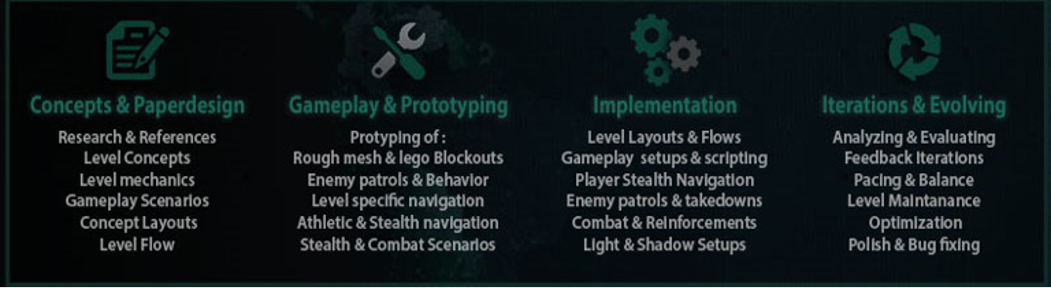 Concepts & Paperdesign
Research & References
Level Concepts
Level mechanics
Gameplay Scenarios
Concept Layouts
Level Flow
Gameplay & Prototyping
Protyping of :
Rough mesh & lego Blockouts
Enemy patrols & Behavior
Level specific navigation
Athletic & Stealth navigation
Stealth & Combat Scenarios
Implementation
Level Layouts & Flows
Gameplay setups & scripting
Player Stealth Navigation
Enemy patrols & takedowns
Combat & Reinforcements
Light & Shadow Setups
Iterations & Evolving
Analyzing & Evaluating
Feedback Iterations
Pacing & Balance
Level Maintanance
Optimization
Polish & Bug fixing